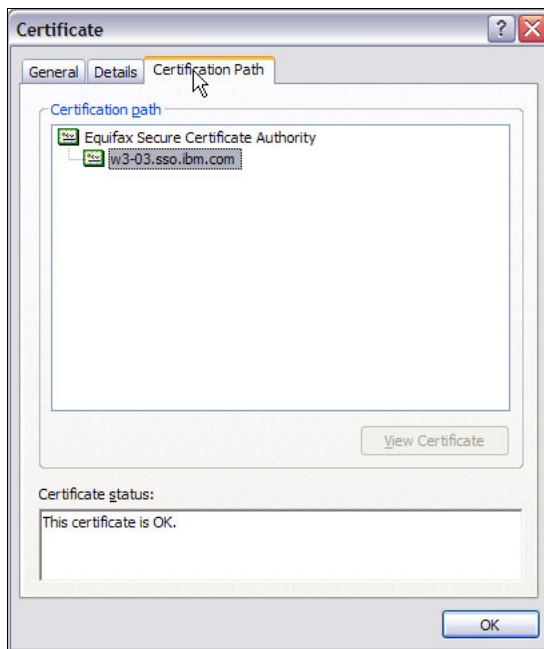 Certificate
General Details Certification Path
Certification path
Equifax Secure Certificate Authority
w3-03.sso.ibm.com
View Certificate
Certificate status:
This certificate is OK.
OK